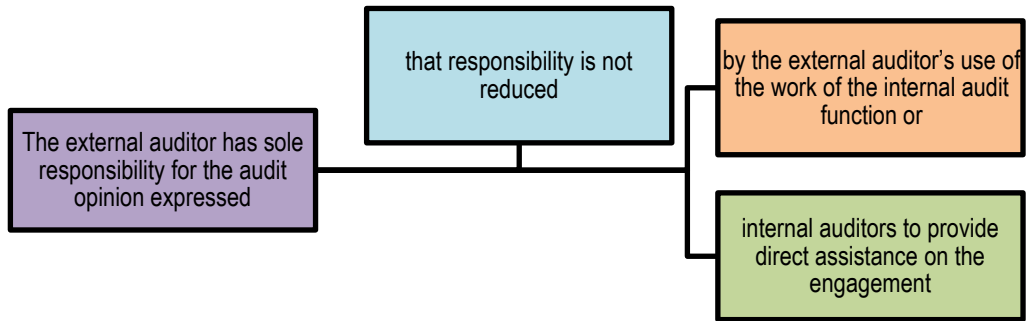 The external auditor has sole
responsibility for the audit
opinion expressed
that responsibility is not
reduced
by the external auditor’s use of
the work of the internal audit
function or
internal auditors to provide
direct assistance on the
engagement